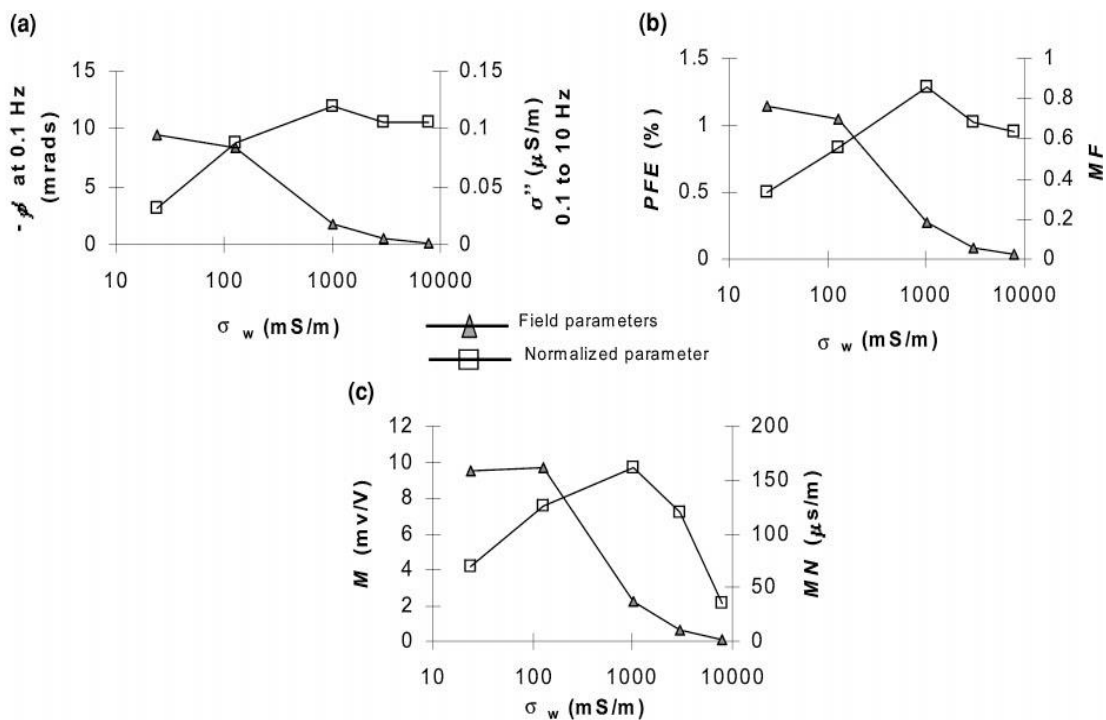 (a)
15
10
5
0
0.15
0.1
0.05
0
10 100 1000 10000
σ w (mS/m)
- ϕ at 0.1 Hz
(mrads)
σ'' (μS/m)
0.1 to 10 Hz
(b)
1.5
1
0.5
0
1
0.8
0.6
0.4
0.2
0
10 100 1000 10000
σ w (mS/m)
PFE (%)
MF
Field parameters
Normalized parameter
(c)
12
10
8
6
4
2
0
200
150
100
50
0
10 100 1000 10000
σ w (mS/m)
M (mv/V)
MN (μs/m)